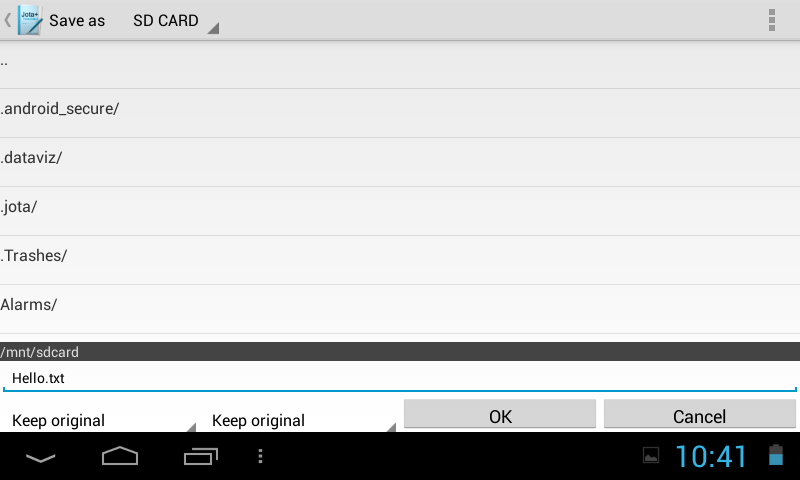 Jota+
Save as SD CARD
..
.android_secure/
.dataviz/
.jota/
.Trashes/
Alarms/
/mnt/sdcard
Hello.txt
Keep original Keep original OK Cancel
10:41